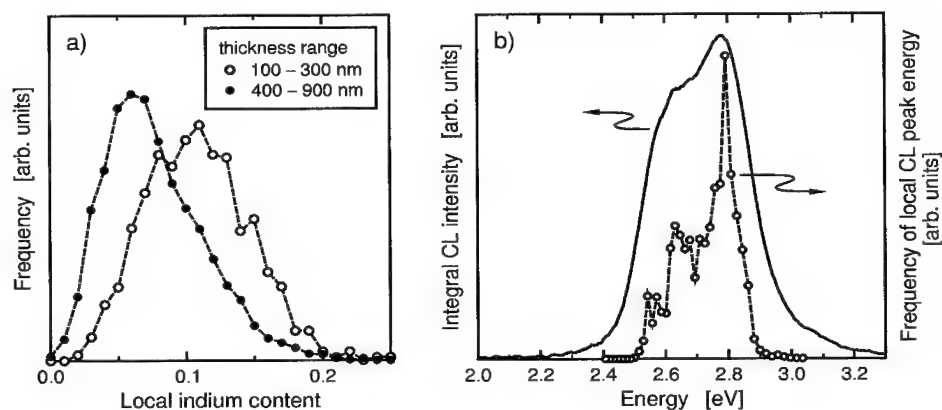 a)
thickness range
100 – 300 nm
400 – 900 nm
Frequency [arb. units]
0.0
0.1
0.2
Local indium content
b)
Integral CL intensity [arb. units]
Frequency of local CL peak energy
[arb. units]
2.0
2.2
2.4
2.6
2.8
3.0
3.2
Energy [eV]